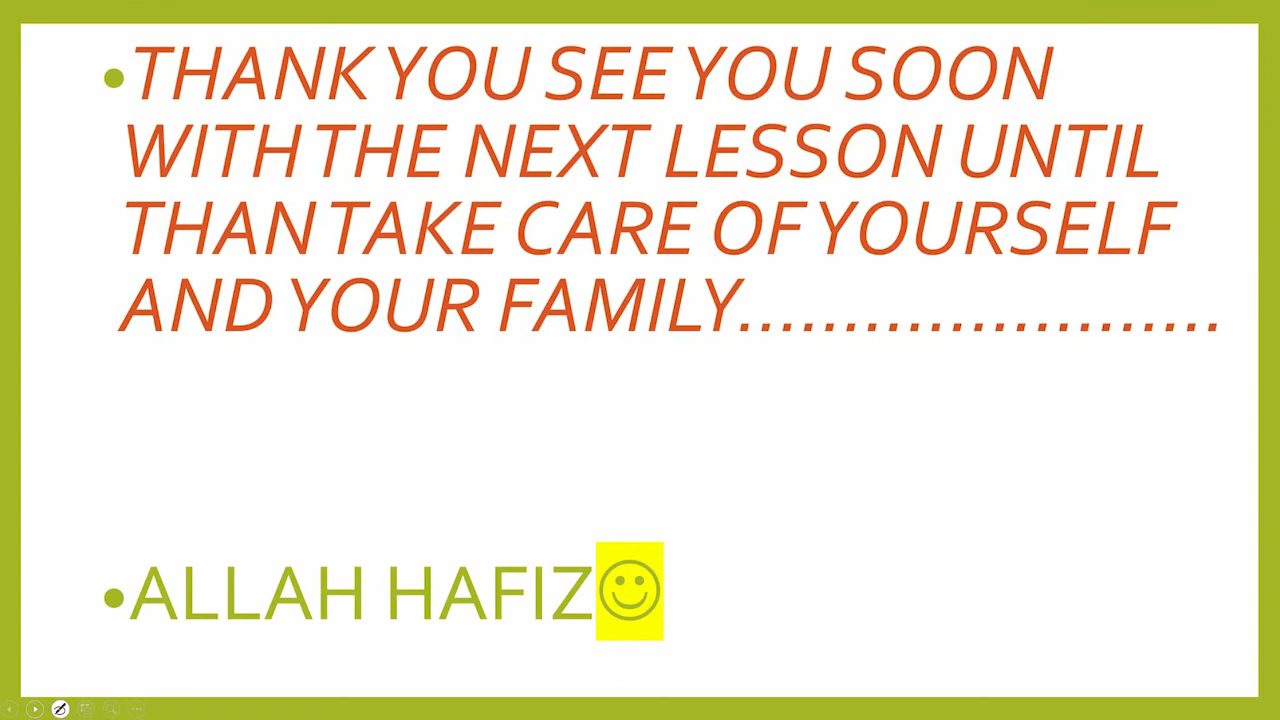 •THANK YOU SEE YOU SOON
WITH THE NEXT LESSON UNTIL
THAN TAKE CARE OF YOURSELF
AND YOUR FAMILY.......................
•ALLAH HAFIZ☺